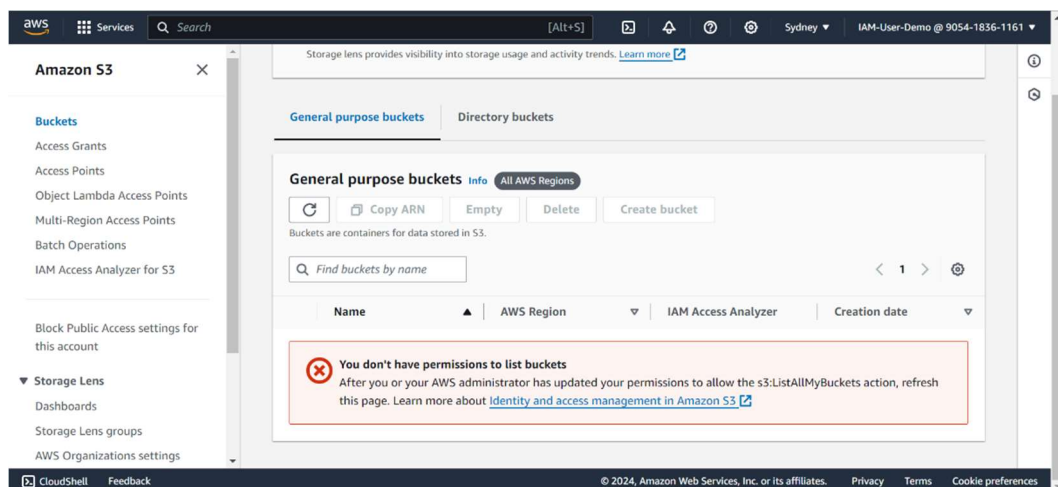 aws Services Search [Alt+S] Sydney ▼ IAM-User-Demo @ 9054-1836-1161 ▼
Amazon S3
Buckets
Access Grants
Access Points
Object Lambda Access Points
Multi-Region Access Points
Batch Operations
IAM Access Analyzer for S3
Block Public Access settings for
this account
▼ Storage Lens
Dashboards
Storage Lens groups
AWS Organizations settings
Storage lens provides visibility into storage usage and activity trends. Learn more
General purpose buckets Directory buckets
General purpose buckets Info All AWS Regions
Copy ARN Empty Delete Create bucket
Buckets are containers for data stored in S3.
Find buckets by name < 1 >
Name ▲ AWS Region ▽ IAM Access Analyzer Creation date ▽
You don't have permissions to list buckets
After you or your AWS administrator has updated your permissions to allow the s3:ListAllMyBuckets action, refresh
this page. Learn more about Identity and access management in Amazon S3
CloudShell Feedback © 2024, Amazon Web Services, Inc. or its affiliates. Privacy Terms Cookie preferences